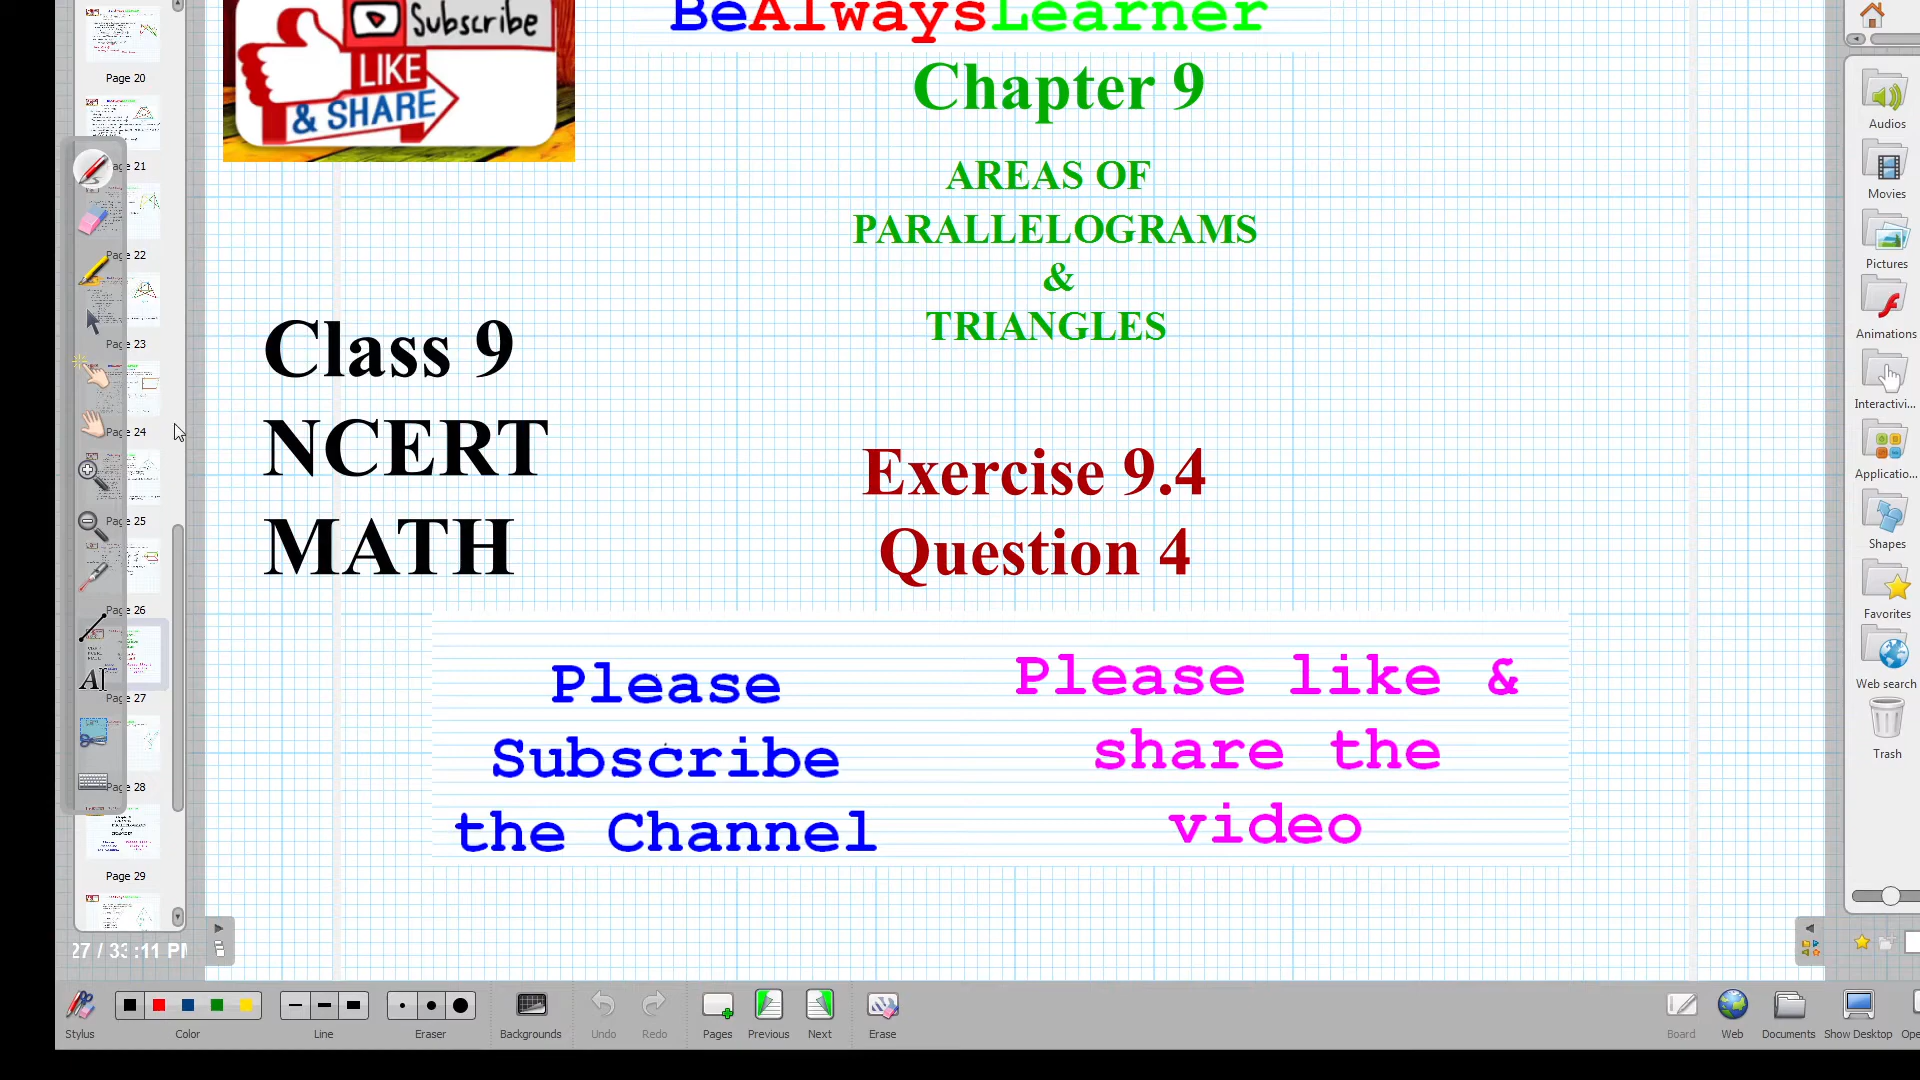 BeAlwaysLearner
Subscribe
LIKE
& SHARE
Chapter 9
AREAS OF
PARALLELOGRAMS
&
TRIANGLES
Class 9
NCERT
MATH
Exercise 9.4
Question 4
Please
Subscribe
the Channel
Please like &
share the
video
Page 20
Page 21
Page 22
Page 23
Page 24
Page 25
Page 26
Page 27
Page 28
Page 29
Audios
Movies
Pictures
Animations
Interactivi...
Applicatio...
Shapes
Favorites
Web search
Trash
Stylus
Color
Line
Eraser
Backgrounds
Undo
Redo
Pages
Previous
Next
Erase
Board
Web
Documents
Show Desktop